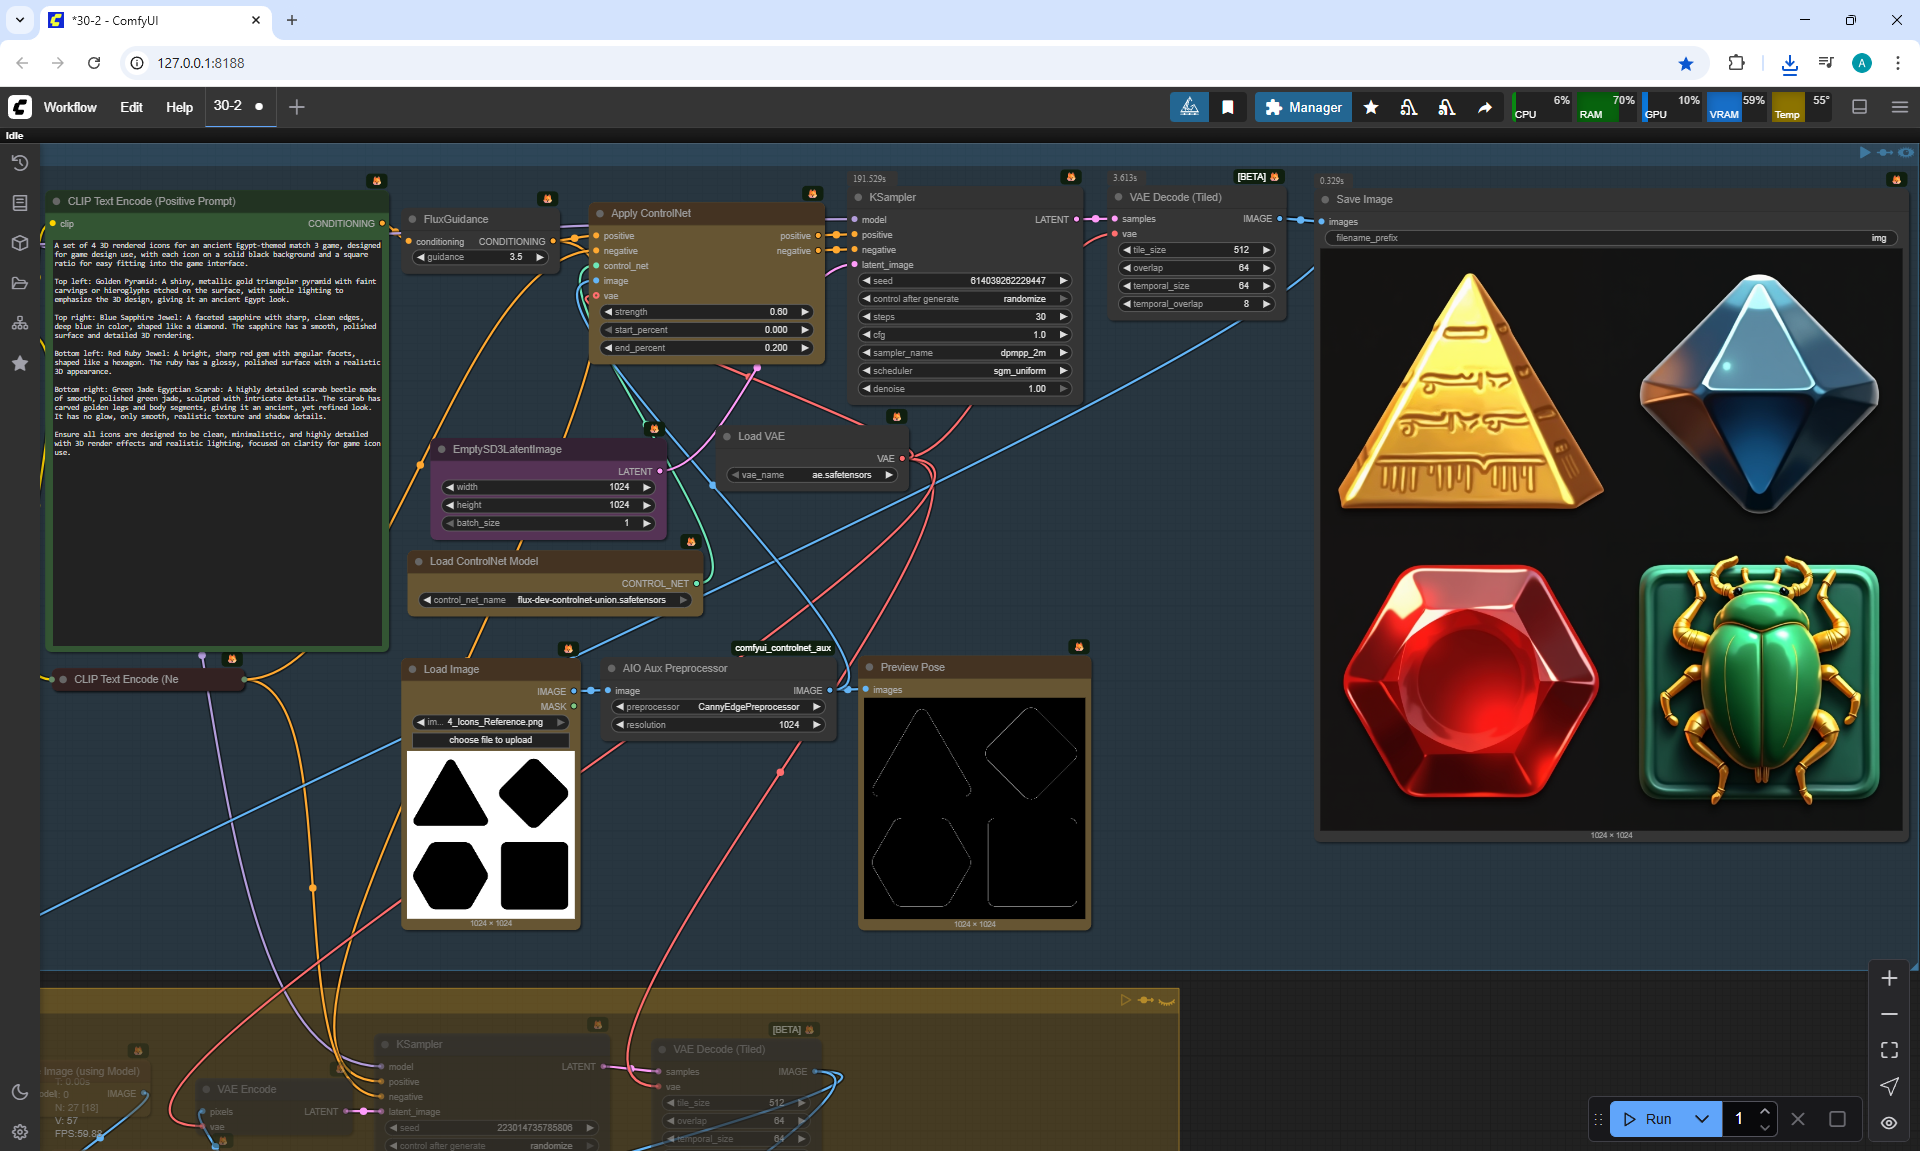 *30-2 - ComfyUI
127.0.0.1:8188
A
Workflow
Edit
Help
30-2
Manager
6%
CPU
70%
RAM
10%
GPU
59%
VRAM
55°
Temp
Idle
CLIP Text Encode (Positive Prompt)
clip
CONDITIONING
A set of 4 3D rendered icons for an ancient Egypt-themed match 3 game, designed
for game design use, with each icon on a solid black background and a square
ratio for easy fitting into the game interface.
Top left: Golden Pyramid: A shiny, metallic gold triangular pyramid with faint
carvings or hieroglyphs etched on the surface, with subtle lighting to
emphasize the 3D design, giving it an ancient Egypt look.
Top right: Blue Sapphire Jewel: A faceted sapphire with sharp, clean edges,
deep blue in color, shaped like a diamond. The sapphire has a smooth, polished
surface and detailed 3D rendering.
Bottom left: Red Ruby Jewel: A bright, sharp red gem with angular facets,
shaped like a hexagon. The ruby has a glossy, polished surface with a realistic
3D appearance.
Bottom right: Green Jade Egyptian Scarab: A highly detailed scarab beetle made
of smooth, polished green jade, sculpted with intricate details. The scarab has
carved golden legs and body segments, giving it an ancient, yet refined look.
It has no glow, only smooth, realistic texture and shadow details.
Ensure all icons are designed to be clean, minimalistic, and highly detailed
with 3D render effects and realistic lighting, focused on clarity for game icon
use.
CLIP Text Encode (Ne
FluxGuidance
conditioning
CONDITIONING
guidance
3.5
Apply ControlNet
positive
positive
negative
negative
control_net
image
vae
strength
0.60
start_percent
0.000
end_percent
0.200
191.529s
KSampler
model
LATENT
positive
negative
latent_image
seed
614039262229447
control after generate
randomize
steps
30
cfg
1.0
sampler_name
dpmpp_2m
scheduler
sgm_uniform
denoise
1.00
3.613s
[BETA]
VAE Decode (Tiled)
samples
IMAGE
vae
tile_size
512
overlap
64
temporal_size
64
temporal_overlap
8
0.329s
Save Image
images
filename_prefix
img
1024 × 1024
EmptySD3LatentImage
LATENT
width
1024
height
1024
batch_size
1
Load VAE
VAE
vae_name
ae.safetensors
Load ControlNet Model
CONTROL_NET
control_net_name
flux-dev-controlnet-union.safetensors
Load Image
IMAGE
MASK
im...
4_Icons_Reference.png
choose file to upload
1024 × 1024
comfyui_controlnet_aux
AIO Aux Preprocessor
image
IMAGE
preprocessor
CannyEdgePreprocessor
resolution
1024
Preview Pose
images
1024 × 1024
Image (using Model)
T: 0.00s
IMAGE
N: 27 [18]
V: 57
VAE Encode
pixels
LATENT
vae
KSampler
model
LATENT
positive
negative
latent_image
seed
223014735785806
control after generate
randomize
[BETA]
VAE Decode (Tiled)
samples
IMAGE
vae
tile_size
512
overlap
64
temporal_size
64
Run
1